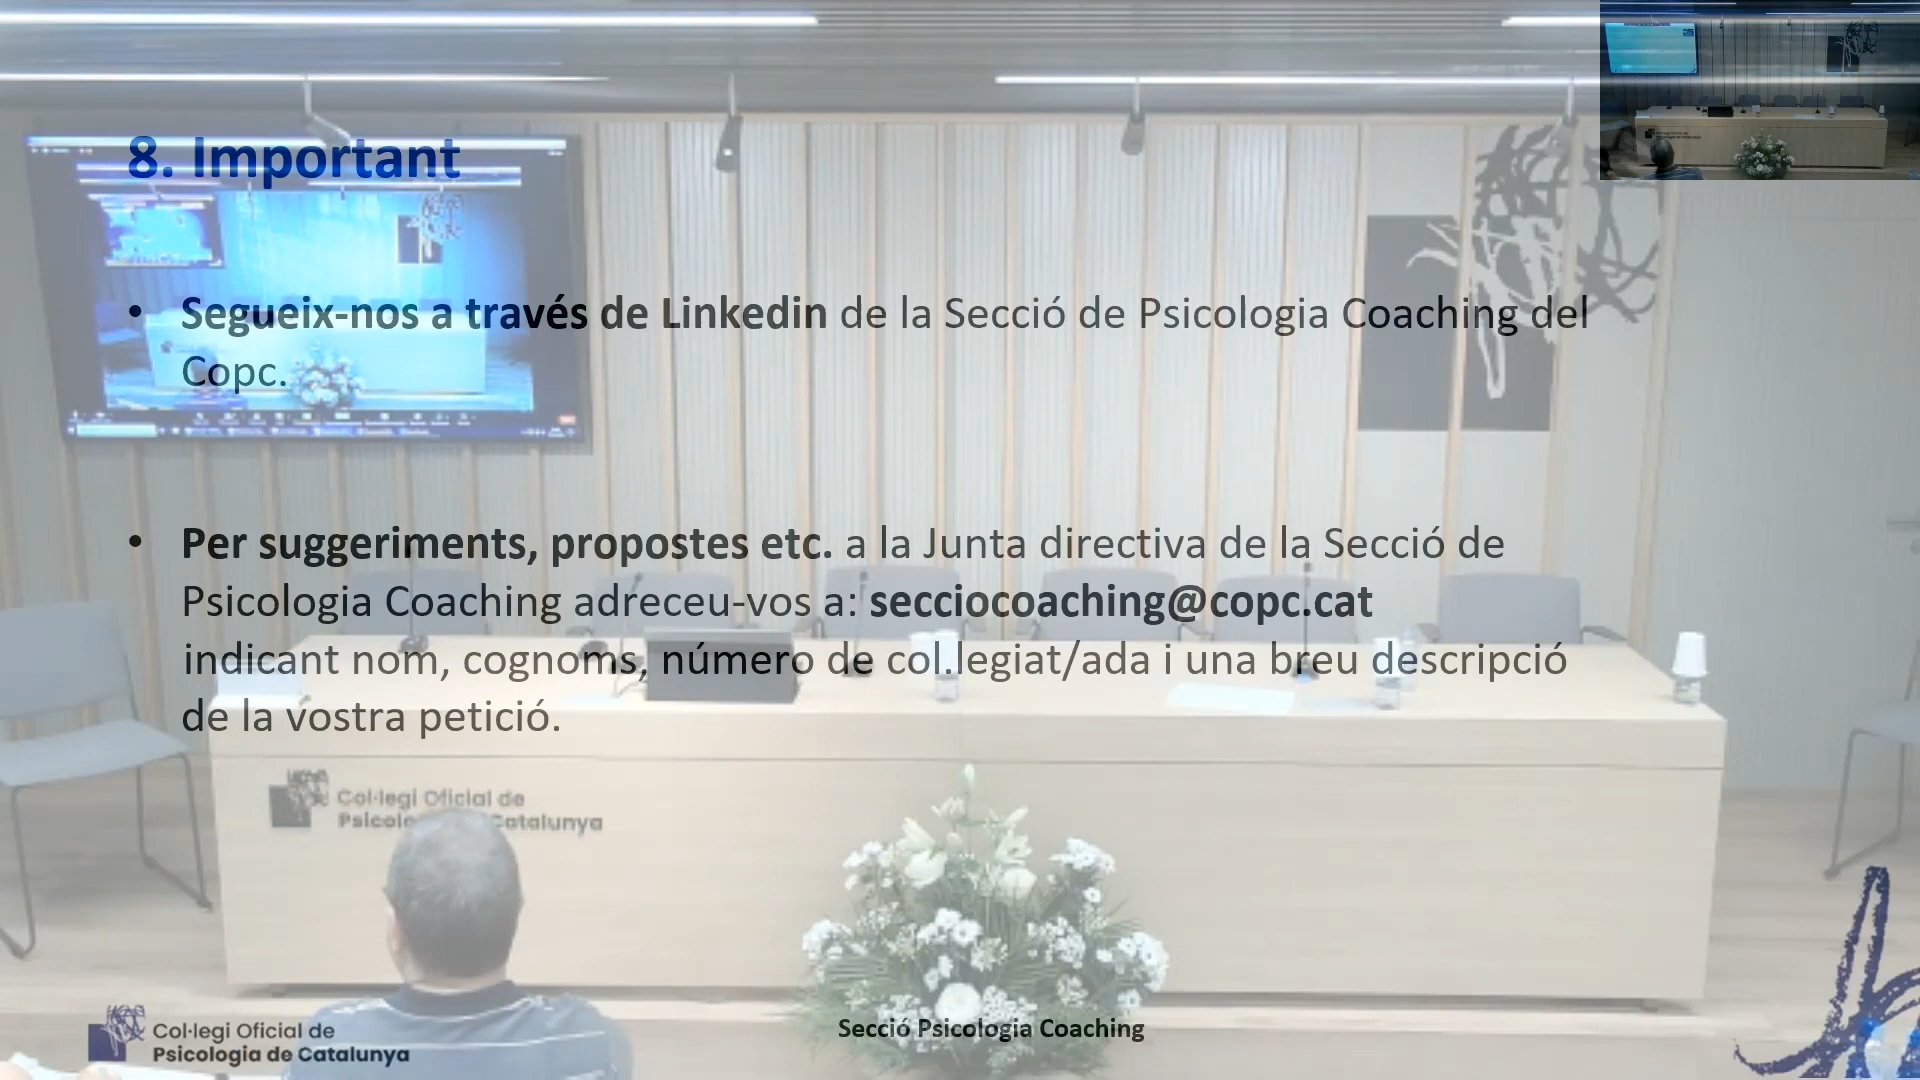 8. Important
• Segueix-nos a través de Linkedin de la Secció de Psicologia Coaching del
Copc.
• Per suggeriments, propostes etc. a la Junta directiva de la Secció de
Psicologia Coaching adreceu-vos a: secciocoaching@copc.cat
indicant nom, cognoms, número de col.legiat/ada i una breu descripció
de la vostra petició.
Col·legi Oficial de
Psicolo Catalunya
Col·legi Oficial de
Psicologia de Catalunya
Secció Psicologia Coaching